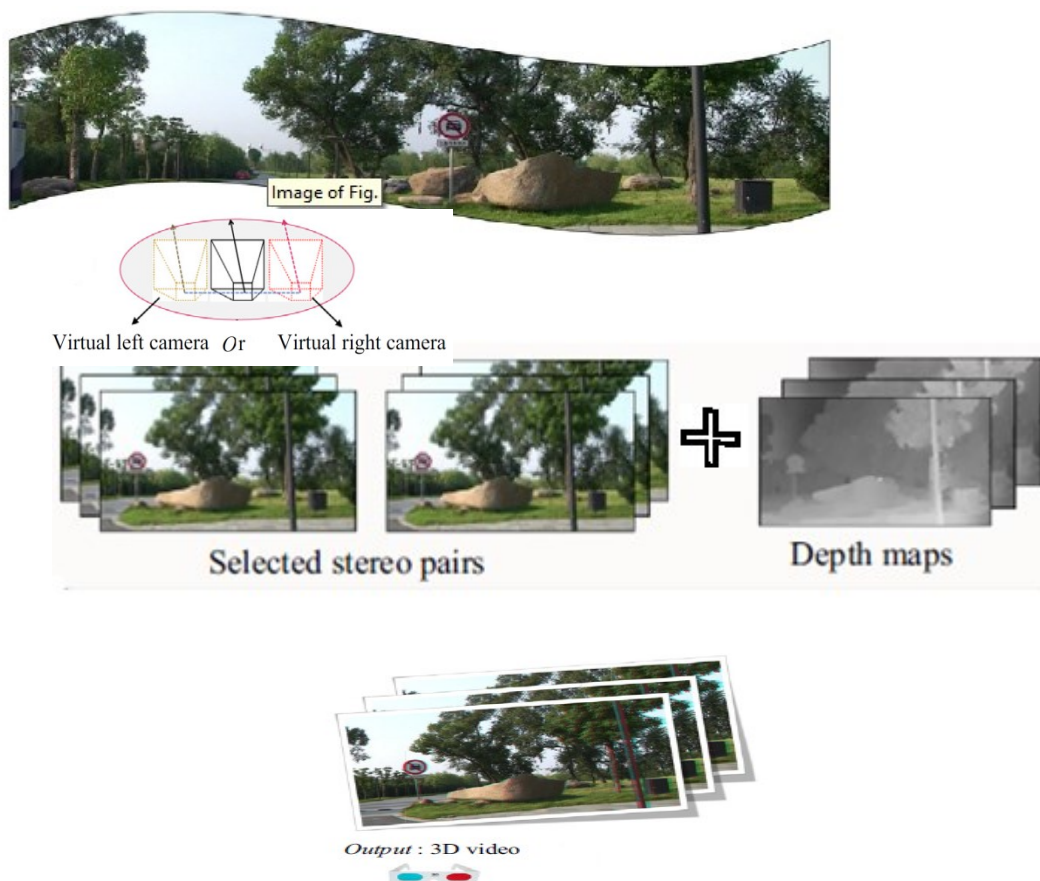 Image of Fig.
Virtual left camera Or Virtual right camera
Selected stereo pairs
Depth maps
Output : 3D video